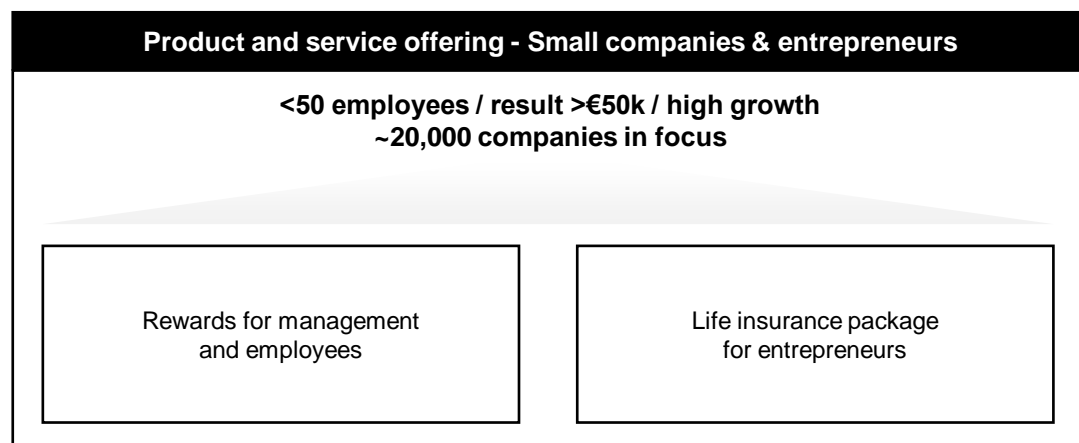 Product and service offering - Small companies & entrepreneurs
<50 employees / result >€50k / high growth
~20,000 companies in focus
Rewards for management
and employees
Life insurance package
for entrepreneurs